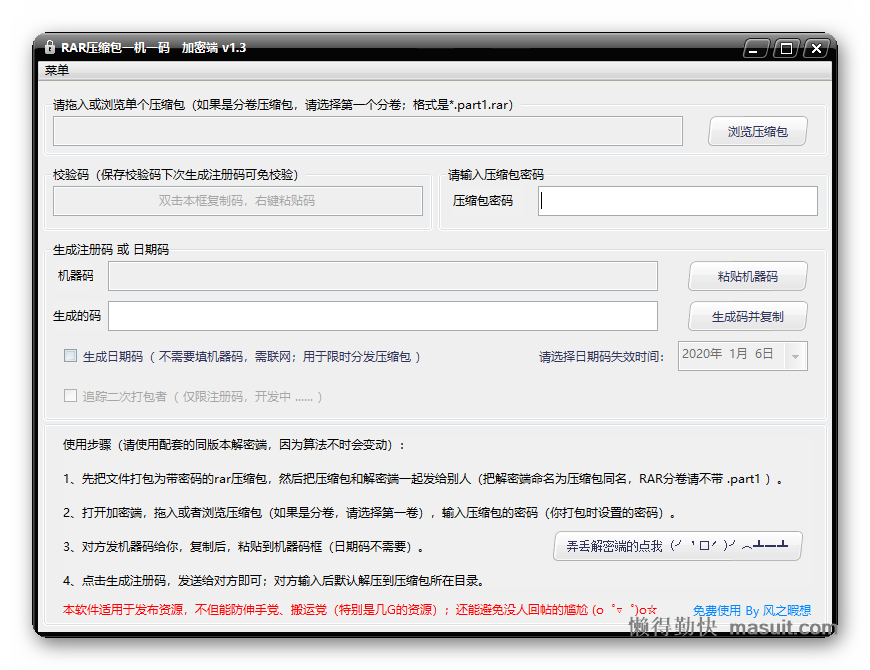 RAR压缩包一机一码 加密端 v1.3
菜单
请拖入或浏览单个压缩包（如果是分卷压缩包，请选择第一个分卷；格式是*.part1.rar）
浏览压缩包
校验码（保存校验码下次生成注册码可免校验）
双击本框复制码，右键粘贴码
请输入压缩包密码
压缩包密码
生成注册码 或 日期码
机器码
粘贴机器码
生成的码
生成码并复制
生成日期码（ 不需要填机器码，需联网；用于限时分发压缩包 ）
请选择日期码失效时间：
2020年 1月 6日
追踪二次打包者（ 仅限注册码，开发中 ...... ）
使用步骤（请使用配套的同版本解密端，因为算法不时会变动）：
1、先把文件打包为带密码的rar压缩包，然后把压缩包和解密端一起发给别人（把解密端命名为压缩包同名，RAR分卷请不带 .part1 ）。
2、打开加密端，拖入或者浏览压缩包（如果是分卷，请选择第一卷），输入压缩包的密码（你打包时设置的密码）。
3、对方发机器码给你，复制后，粘贴到机器码框（日期码不需要）。
弄丢解密端的点我（╯‵□′）╯︵┴─┴
4、点击生成注册码，发送给对方即可；对方输入后默认解压到压缩包所在目录。
本软件适用于发布资源，不但能防伸手党、搬运党（特别是几G的资源）；还能避免没人回帖的尴尬 (o゜▽゜)o☆
免费使用 By 风之暇想
懒得勤快 masuit.com